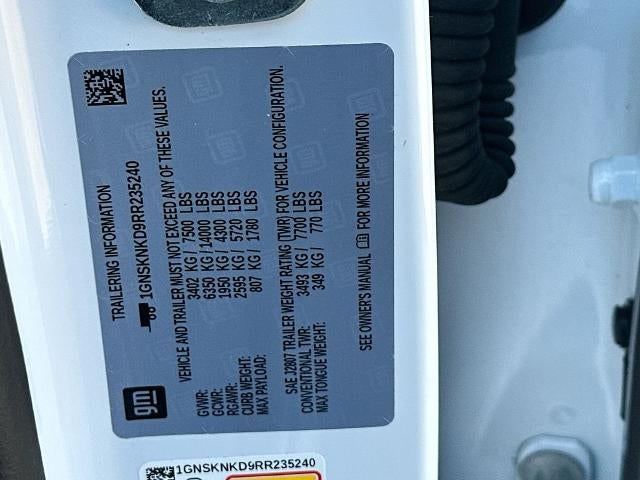 TRAILERING INFORMATION
1GNSKNKD9RR235240
VEHICLE AND TRAILER MUST NOT EXCEED ANY OF THESE VALUES.
GVWR: 3402 KG / 7500 LBS
GCWR: 6350 KG / 14000 LBS
RGAWR: 1950 KG / 4300 LBS
CURB WEIGHT: 2595 KG / 5720 LBS
MAX PAYLOAD: 807 KG / 1780 LBS
SAE J2807 TRAILER WEIGHT RATING (TWR) FOR VEHICLE CONFIGURATION.
CONVENTIONAL TWR: 3493 KG / 7700 LBS
MAX TONGUE WEIGHT: 349 KG / 770 LBS
SEE OWNER'S MANUAL FOR MORE INFORMATION
gm
1GNSKNKD9RR235240